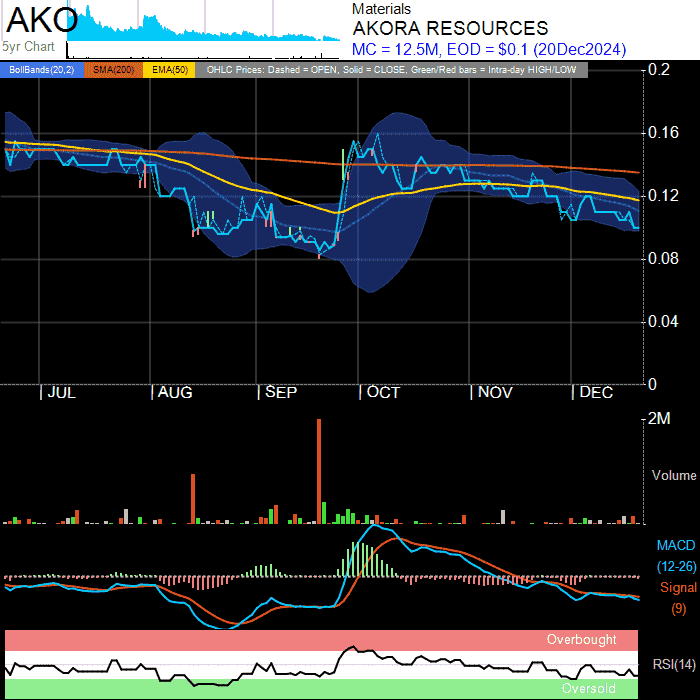 AKO
5yr Chart
Materials
AKORA RESOURCES
MC = 12.5M, EOD = $0.1 (20Dec2024)
BollBands(20,2) SMA(200) EMA(50) OHLC Prices: Dashed = OPEN, Solid = CLOSE, Green/Red bars = Intra-day HIGH/LOW
0.2
0.16
0.12
0.08
0.04
0
JUL AUG SEP OCT NOV DEC
2M
Volume
MACD
(12-26)
Signal
(9)
Overbought
RSI(14)
Oversold